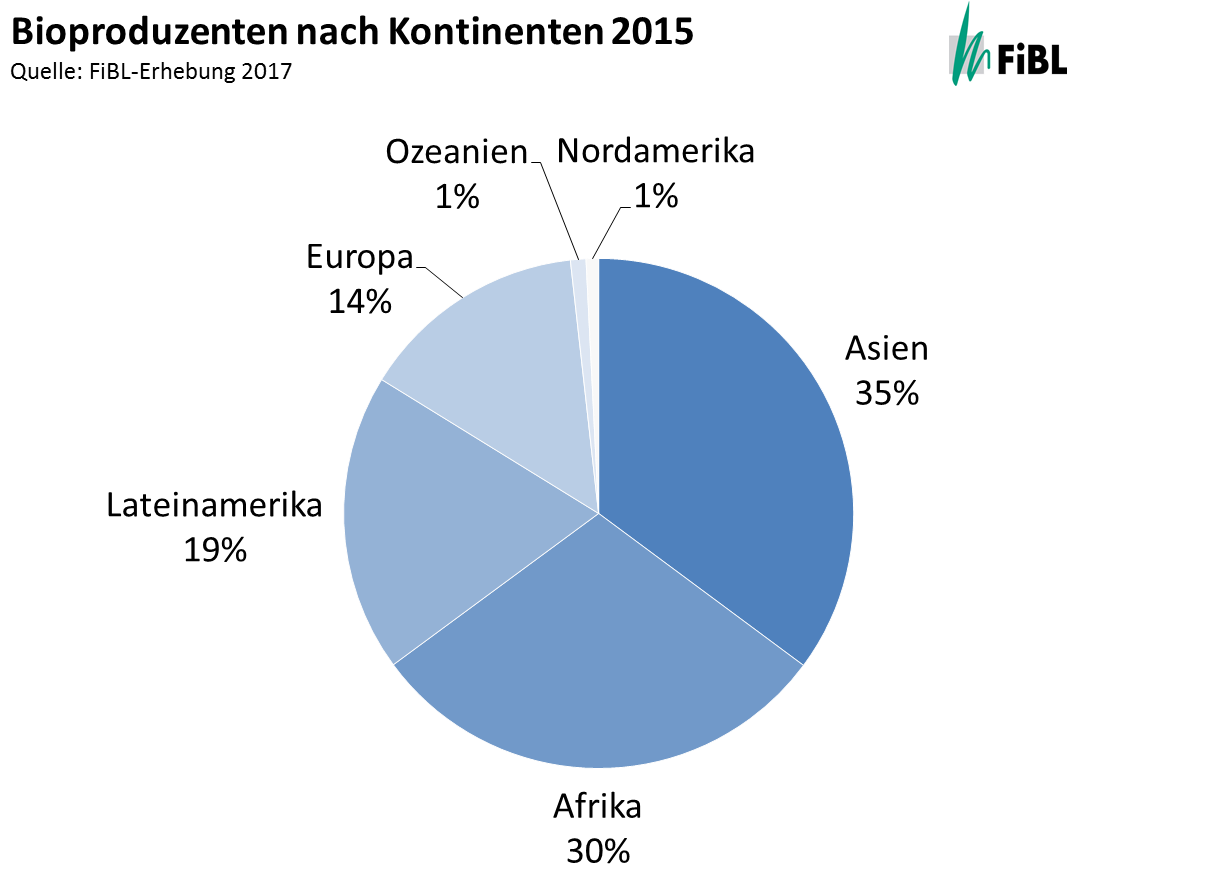 Bioproduzenten nach Kontinenten 2015
Quelle: FiBL-Erhebung 2017
FiBL
Ozeanien
1%
Nordamerika
1%
Europa
14%
Asien
35%
Lateinamerika
19%
Afrika
30%